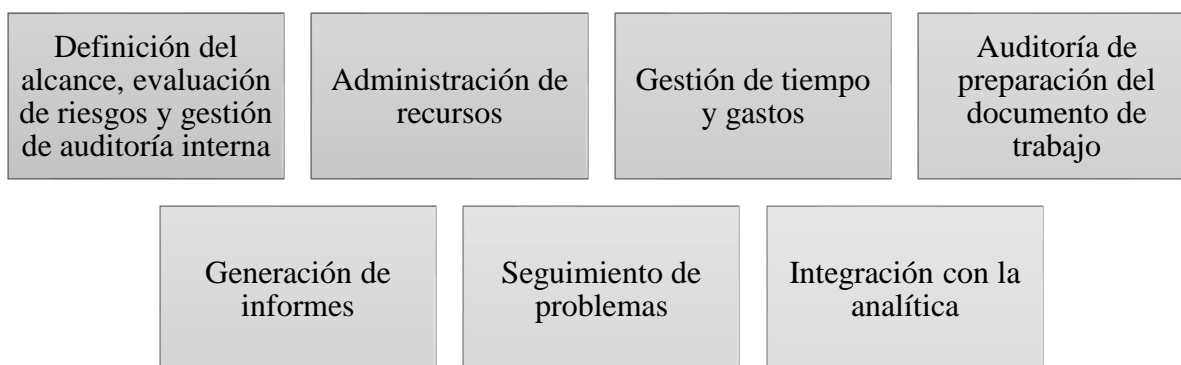 Definición del
alcance, evaluación
de riesgos y gestión
de auditoría interna
Administración de
recursos
Gestión de tiempo
y gastos
Auditoría de
preparación del
documento de
trabajo
Generación de
informes
Seguimiento de
problemas
Integración con la
analítica